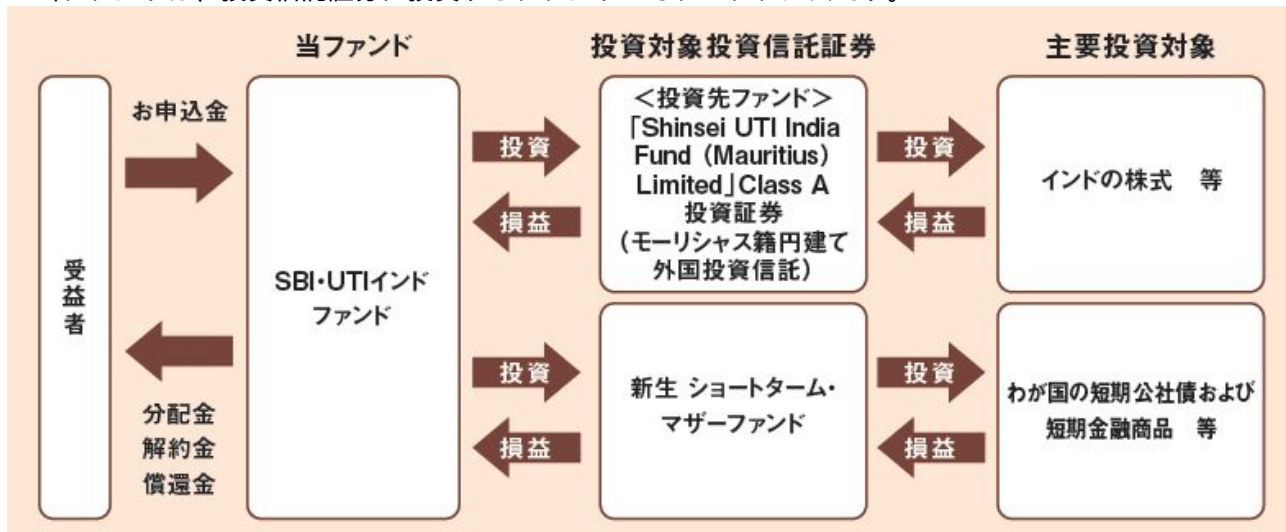 当ファンド
投資対象投資信託証券
主要投資対象
受益者
お申込金
分配金
解約金
償還金
SBI・UTIインド
ファンド
投資
損益
＜投資先ファンド＞
「Shinsei UTI India
Fund (Mauritius)
Limited」Class A
投資証券
（モーリシャス籍円建て
外国投資信託）
投資
損益
インドの株式　等
投資
損益
新生 ショートターム・
マザーファンド
投資
損益
わが国の短期公社債および
短期金融商品　等